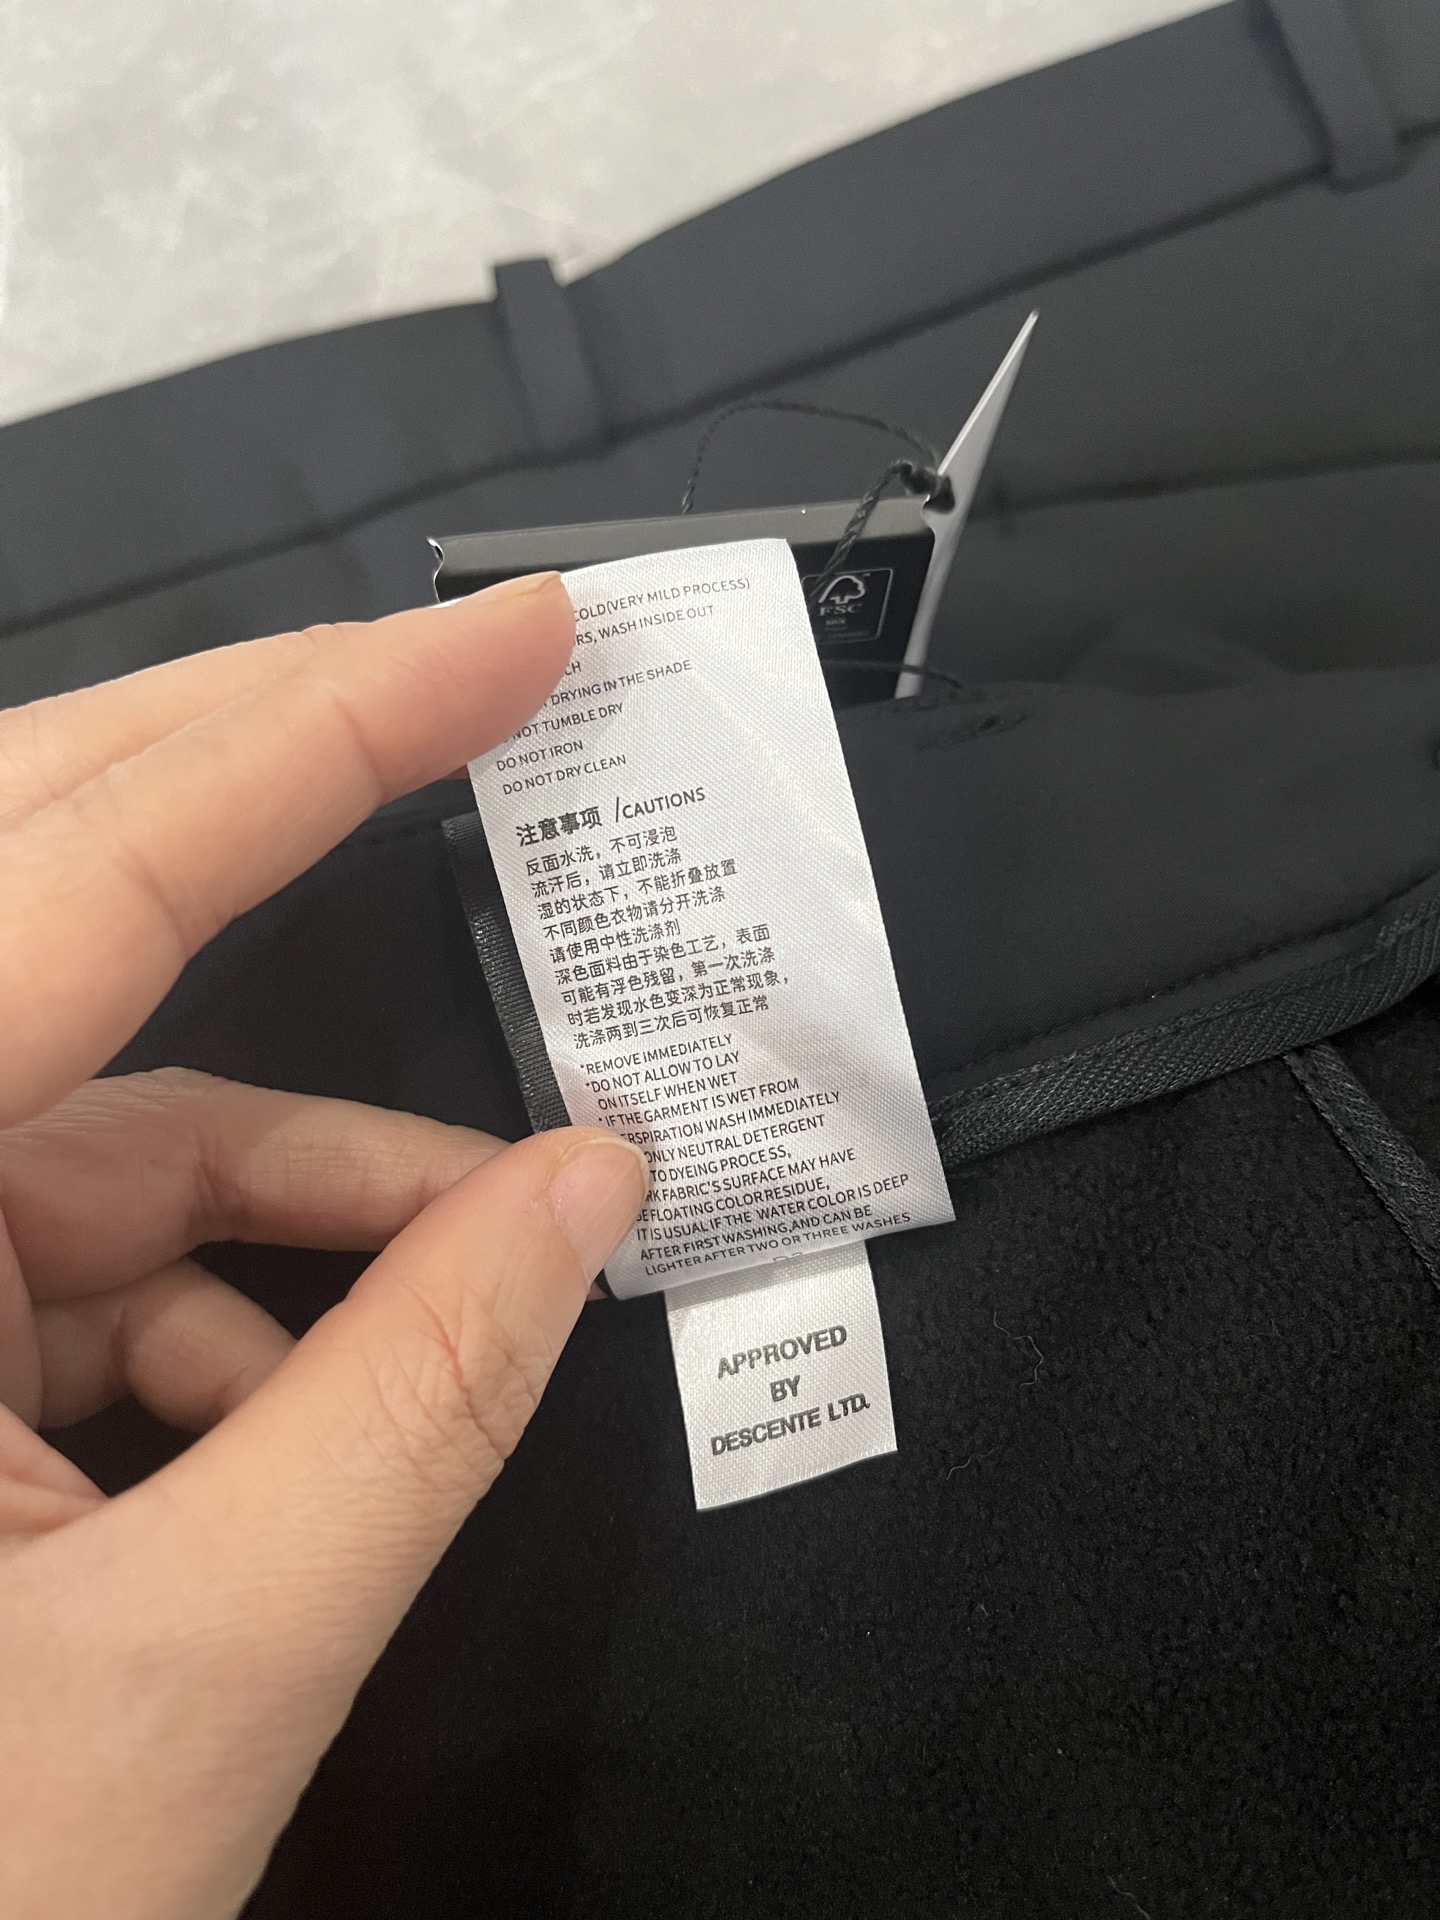 COLD(VERY MILD PROCESS)
WASH INSIDE OUT
DRYING IN THE SHADE
NOT TUMBLE DRY
DO NOT IRON
DO NOT DRY CLEAN
注意事项 /CAUTIONS
反面水洗，不可浸泡
流汗后，请立即洗涤
湿的状态下，不能折叠放置
不同颜色衣物请分开洗涤
请使用中性洗涤剂
深色面料由于染色工艺，表面
可能有浮色残留，第一次洗涤
时若发现水色变深为正常现象，
洗涤两到三次后可恢复正常
*REMOVE IMMEDIATELY
*DO NOT ALLOW TO LAY
ON ITSELF WHEN WET
*IF THE GARMENT IS WET FROM
ERSPIRATION WASH IMMEDIATELY
ONLY NEUTRAL DETERGENT
TO DYEING PROCESS,
RK FABRIC'S SURFACE MAY HAVE
BE FLOATING COLOR RESIDUE,
IT IS USUAL IF THE WATER COLOR IS DEEP
AFTER FIRST WASHING,AND CAN BE
LIGHTER AFTER TWO OR THREE WASHES
APPROVED
BY
DESCENTE LTD.
FSC
MIX